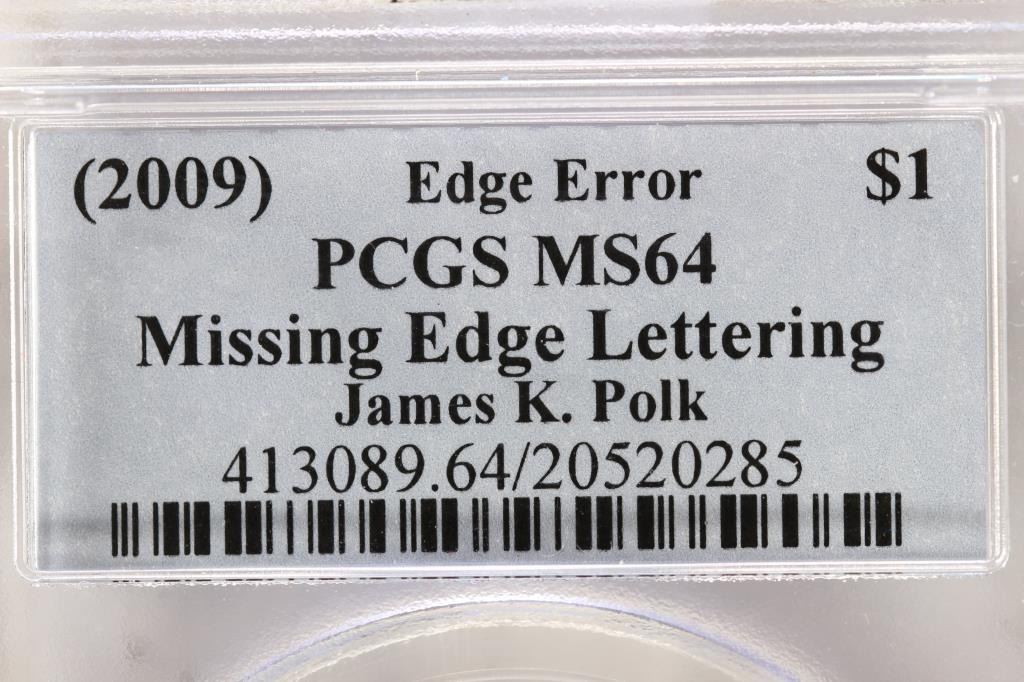 (2009) Edge Error $1
PCGS MS64
Missing Edge Lettering
James K. Polk
413089.64/20520285